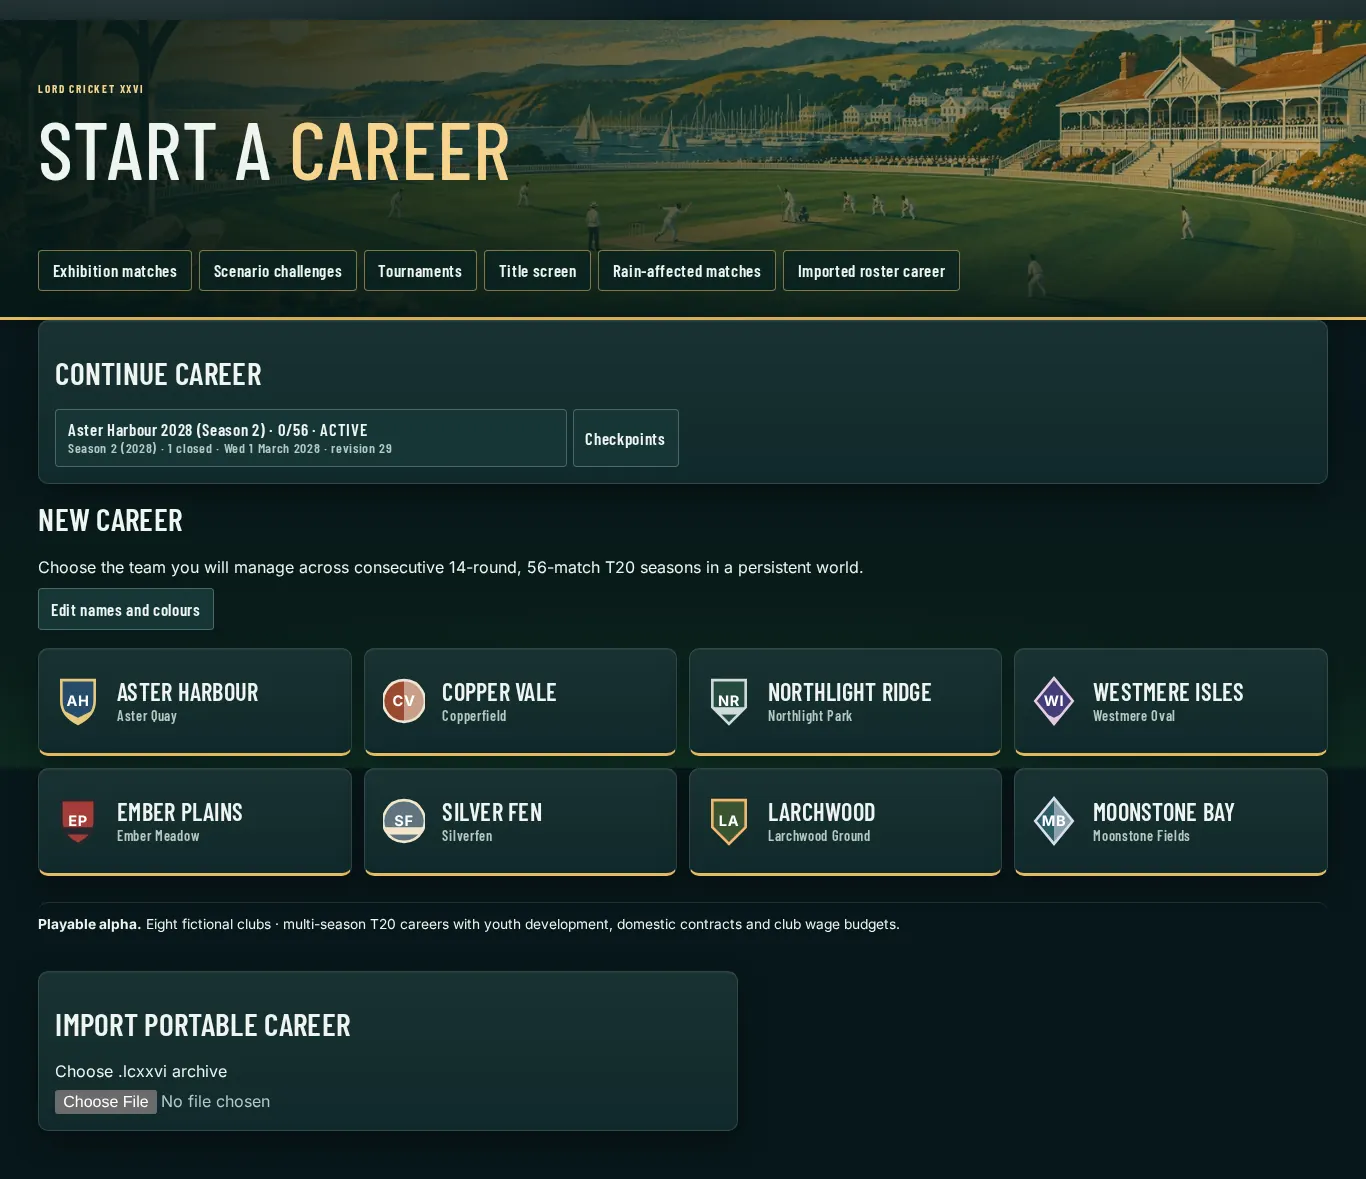 LORD CRICKET XXVI
START A CAREER
Exhibition matches
Scenario challenges
Tournaments
Title screen
Rain-affected matches
Imported roster career
CONTINUE CAREER
Aster Harbour 2028 (Season 2) · 0/56 · ACTIVE
Season 2 (2028) · 1 closed · Wed 1 March 2028 · revision 29
Checkpoints
NEW CAREER
Choose the team you will manage across consecutive 14-round, 56-match T20 seasons in a persistent world.
Edit names and colours
AH
ASTER HARBOUR
Aster Quay
CV
COPPER VALE
Copperfield
NR
NORTHLIGHT RIDGE
Northlight Park
WI
WESTMERE ISLES
Westmere Oval
EP
EMBER PLAINS
Ember Meadow
SF
SILVER FEN
Silverfen
LA
LARCHWOOD
Larchwood Ground
MB
MOONSTONE BAY
Moonstone Fields
Playable alpha. Eight fictional clubs · multi-season T20 careers with youth development, domestic contracts and club wage budgets.
IMPORT PORTABLE CAREER
Choose .lcxxvi archive
Choose File No file chosen